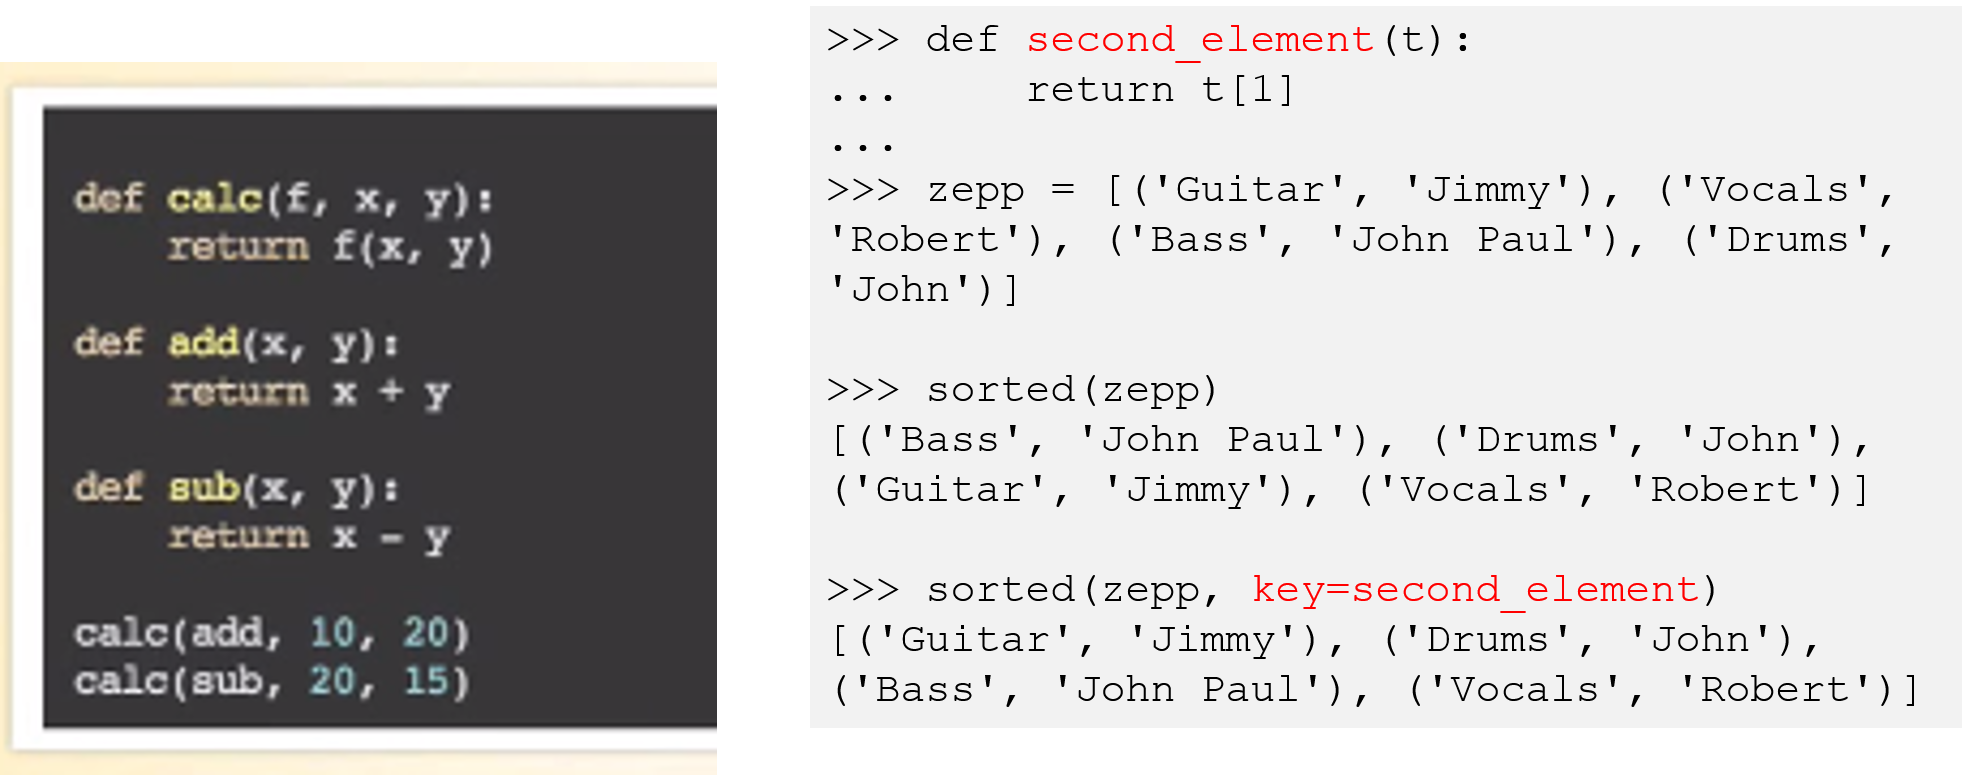 def calc(f, x, y):
    return f(x, y)

def add(x, y):
    return x + y

def sub(x, y):
    return x - y

calc(add, 10, 20)
calc(sub, 20, 15)

>>> def second_element(t):
...     return t[1]
...
>>> zepp = [('Guitar', 'Jimmy'), ('Vocals',
'Robert'), ('Bass', 'John Paul'), ('Drums',
'John')]

>>> sorted(zepp)
[('Bass', 'John Paul'), ('Drums', 'John'),
('Guitar', 'Jimmy'), ('Vocals', 'Robert')]

>>> sorted(zepp, key=second_element)
[('Guitar', 'Jimmy'), ('Drums', 'John'),
('Bass', 'John Paul'), ('Vocals', 'Robert')]